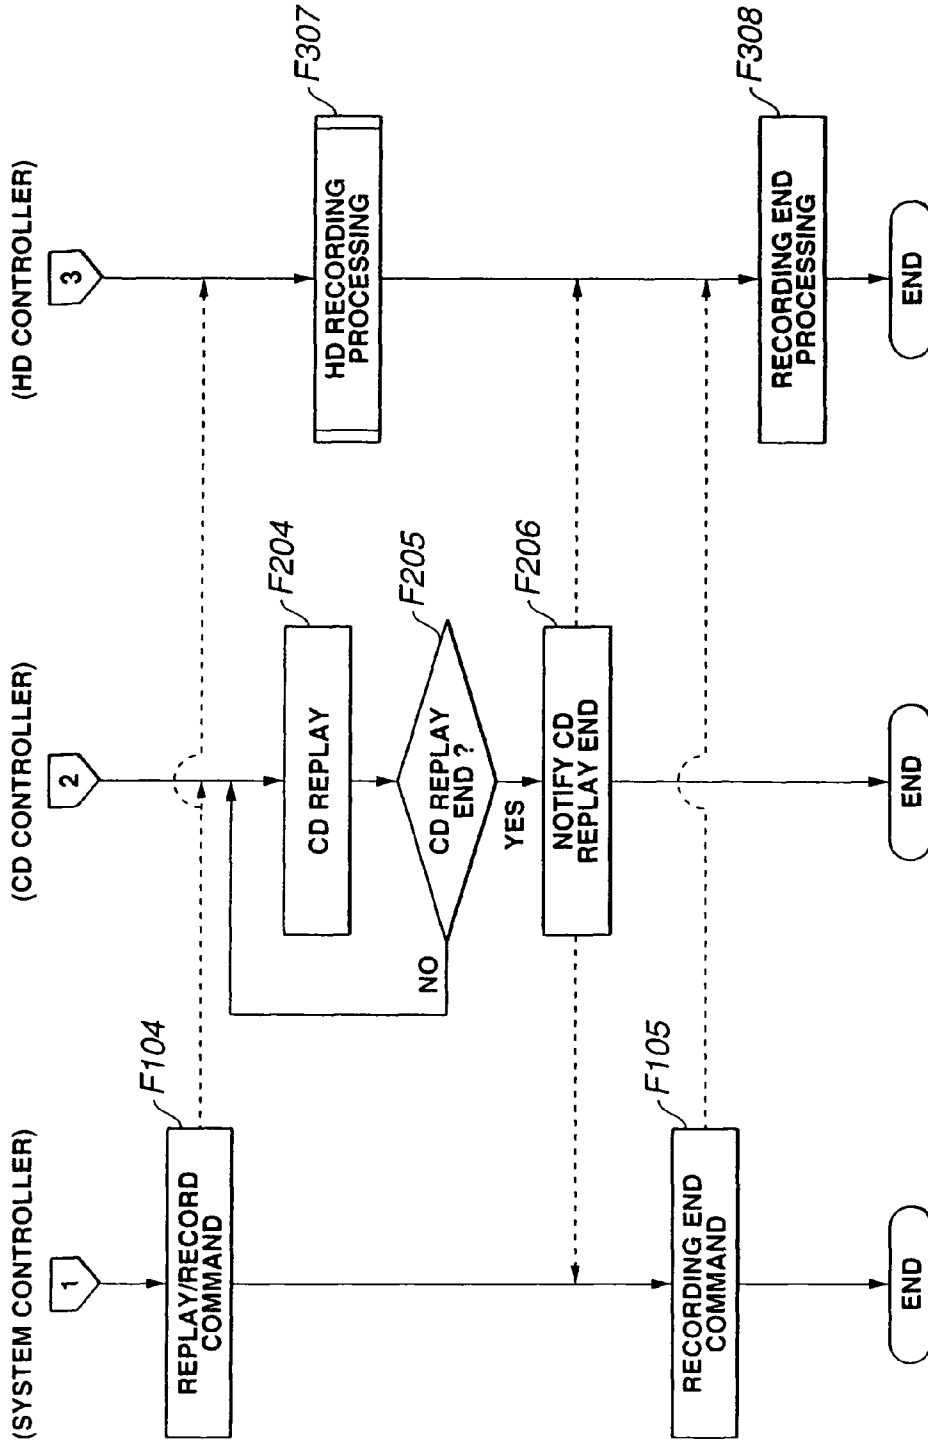 (SYSTEM CONTROLLER)
1
REPLAY/RECORD
COMMAND
F104
RECORDING END
COMMAND
F105
END
(CD CONTROLLER)
2
CD REPLAY
F204
CD REPLAY
END ?
F205
NO
YES
NOTIFY CD
REPLAY END
F206
END
(HD CONTROLLER)
3
HD RECORDING
PROCESSING
F307
RECORDING END
PROCESSING
F308
END